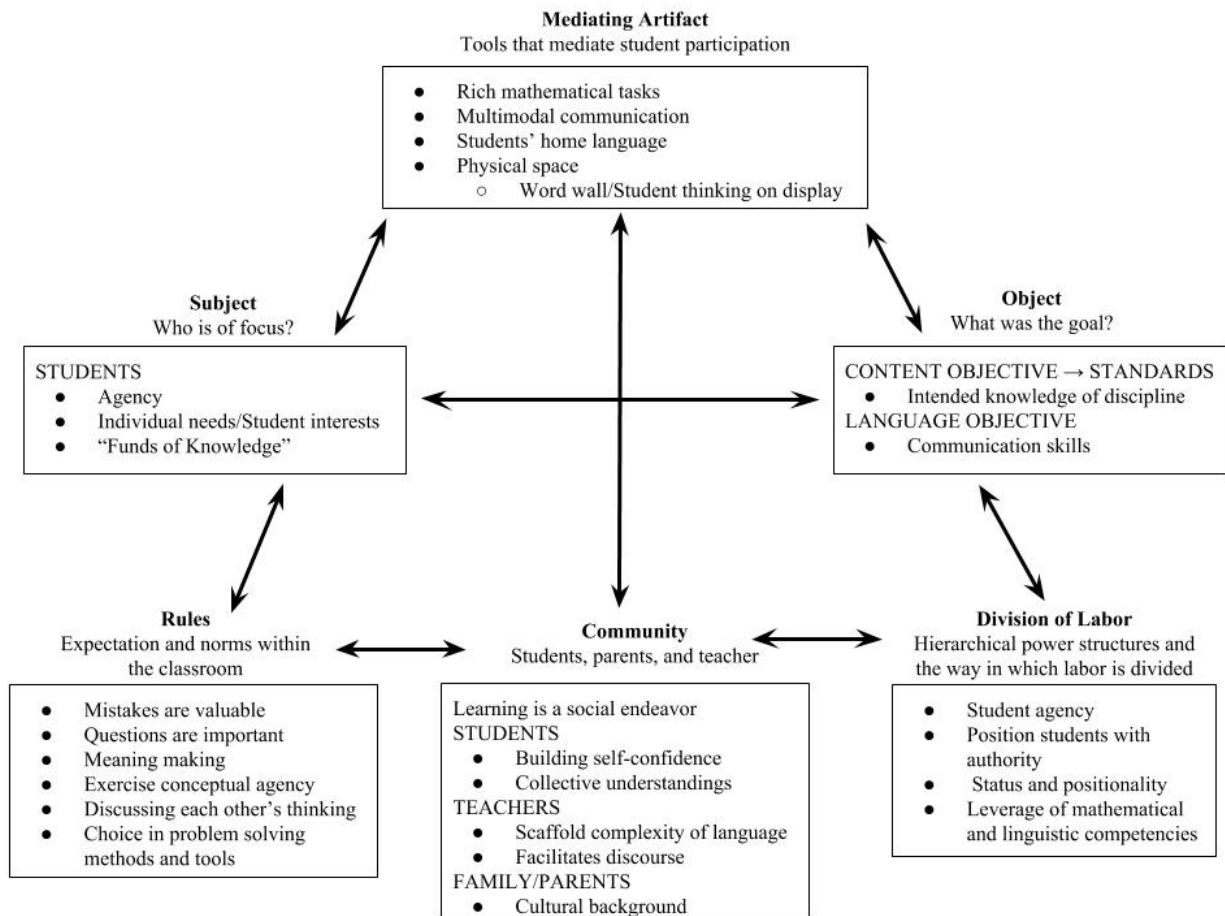 Mediating Artifact
Tools that mediate student participation
● Rich mathematical tasks
● Multimodal communication
● Students’ home language
● Physical space
○ Word wall/Student thinking on display
Subject
Who is of focus?
STUDENTS
● Agency
● Individual needs/Student interests
● “Funds of Knowledge”
Object
What was the goal?
CONTENT OBJECTIVE → STANDARDS
● Intended knowledge of discipline
LANGUAGE OBJECTIVE
● Communication skills
Rules
Expectation and norms within
the classroom
● Mistakes are valuable
● Questions are important
● Meaning making
● Exercise conceptual agency
● Discussing each other’s thinking
● Choice in problem solving
methods and tools
Community
Students, parents, and teacher
Learning is a social endeavor
STUDENTS
● Building self-confidence
● Collective understandings
TEACHERS
● Scaffold complexity of language
● Facilitates discourse
FAMILY/PARENTS
● Cultural background
Division of Labor
Hierarchical power structures and
the way in which labor is divided
● Student agency
● Position students with
authority
● Status and positionality
● Leverage of mathematical
and linguistic competencies